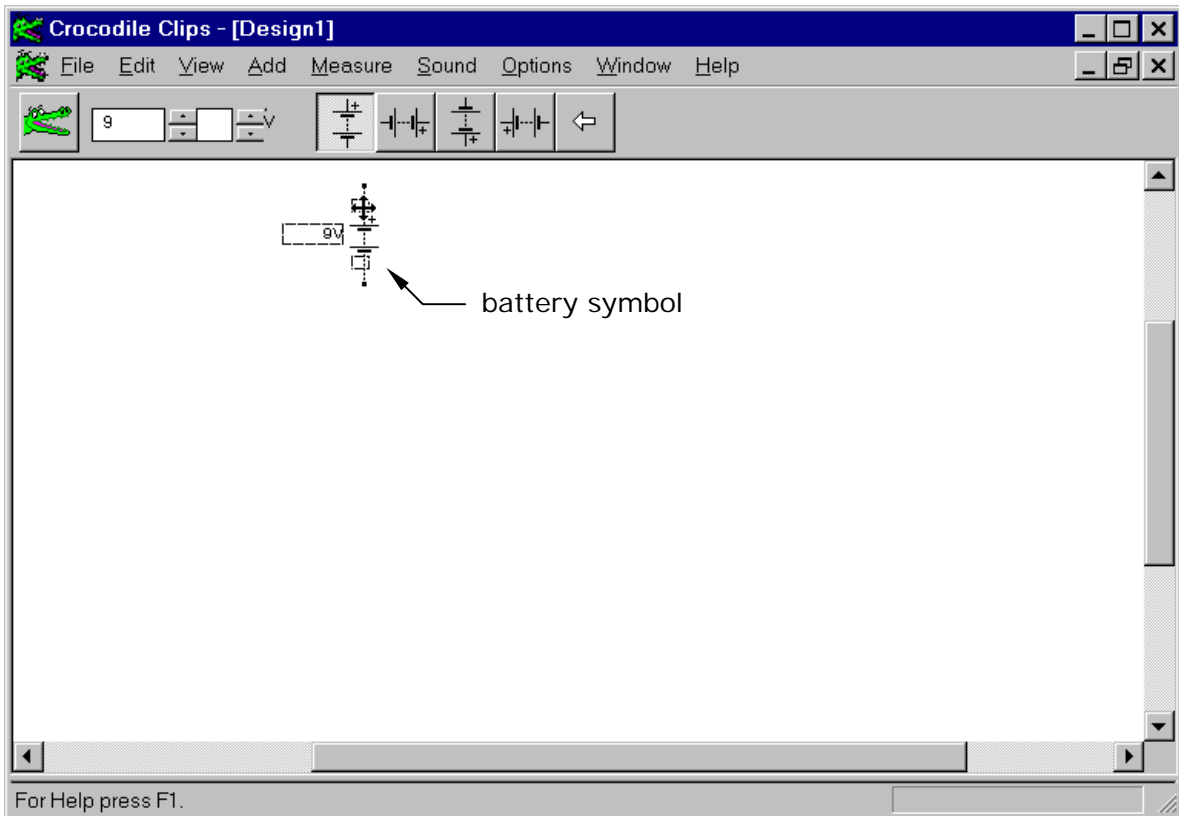 Crocodile Clips - [Design1]
File Edit View Add Measure Sound Options Window Help
9 V
9V
battery symbol
For Help press F1.